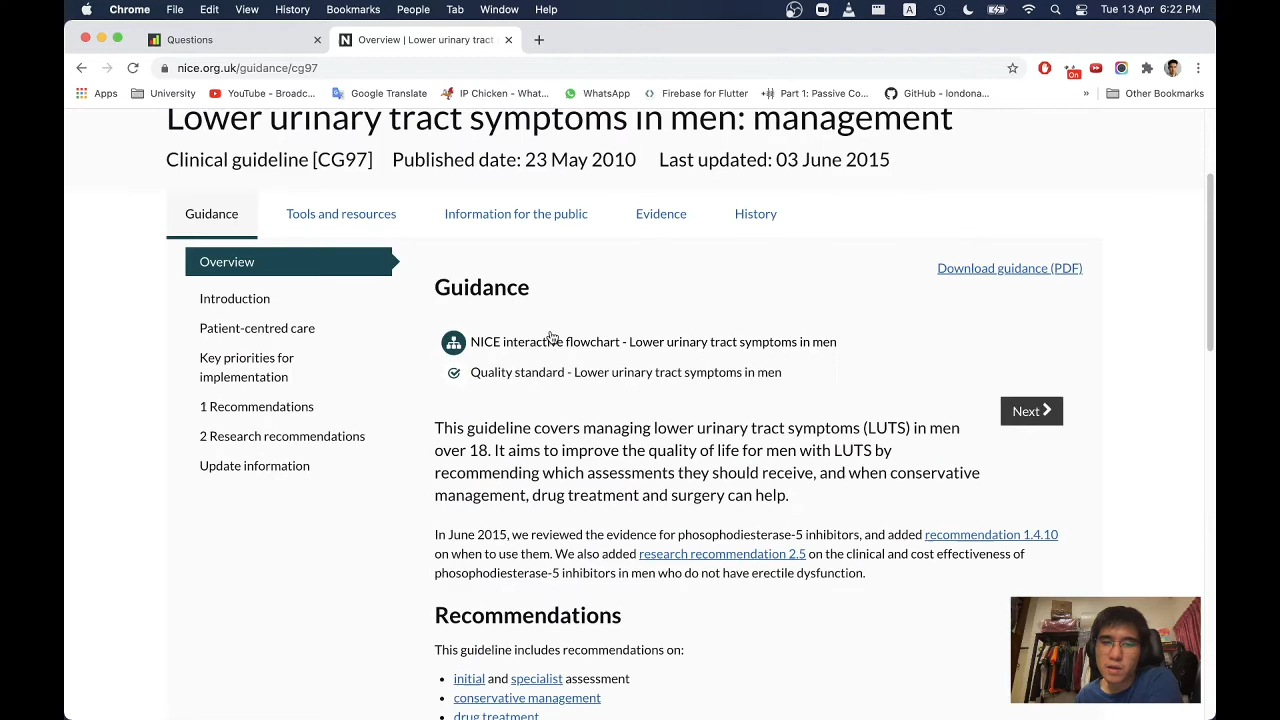 Chrome File Edit View History Bookmarks People Tab Window Help A Tue 13 Apr 6:22 PM
Questions Overview | Lower urinary tract
nice.org.uk/guidance/cg97 On
Apps University YouTube - Broadc... Google Translate IP Chicken - What... WhatsApp Firebase for Flutter Part 1: Passive Co... GitHub - londona... » Other Bookmarks
Lower urinary tract symptoms in men: management
Clinical guideline [CG97] Published date: 23 May 2010 Last updated: 03 June 2015
Guidance Tools and resources Information for the public Evidence History
Overview
Introduction
Patient-centred care
Key priorities for
implementation
1 Recommendations
2 Research recommendations
Update information
Download guidance (PDF)
Guidance
NICE interactive flowchart - Lower urinary tract symptoms in men
Quality standard - Lower urinary tract symptoms in men
Next
This guideline covers managing lower urinary tract symptoms (LUTS) in men
over 18. It aims to improve the quality of life for men with LUTS by
recommending which assessments they should receive, and when conservative
management, drug treatment and surgery can help.
In June 2015, we reviewed the evidence for phosphodiesterase-5 inhibitors, and added recommendation 1.4.10
on when to use them. We also added research recommendation 2.5 on the clinical and cost effectiveness of
phosphodiesterase-5 inhibitors in men who do not have erectile dysfunction.
Recommendations
This guideline includes recommendations on:
• initial and specialist assessment
• conservative management
• drug treatment